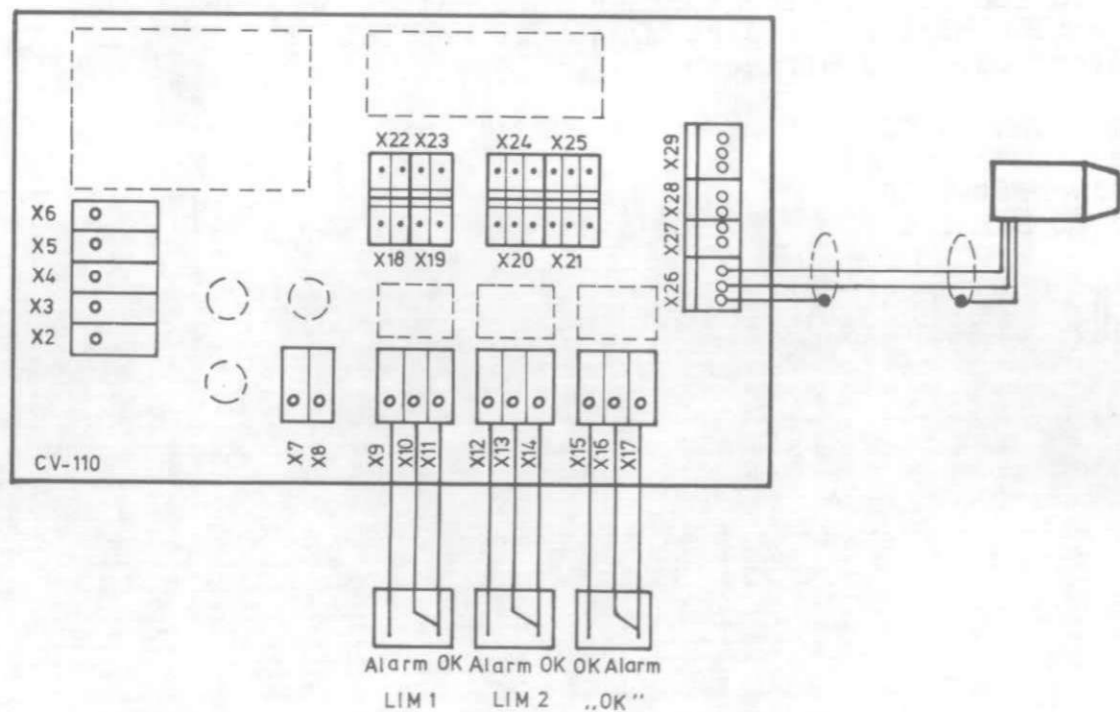 X22 X23
X24 X25
X29
X28
X27
X26
X6
X5
X4
X3
X2
X18 X19
X20 X21
X7
X8
X9
X10
X11
X12
X13
X14
X15
X16
X17
CV-110
Alarm OK
Alarm OK
OK Alarm
LIM 1
LIM 2
„OK”